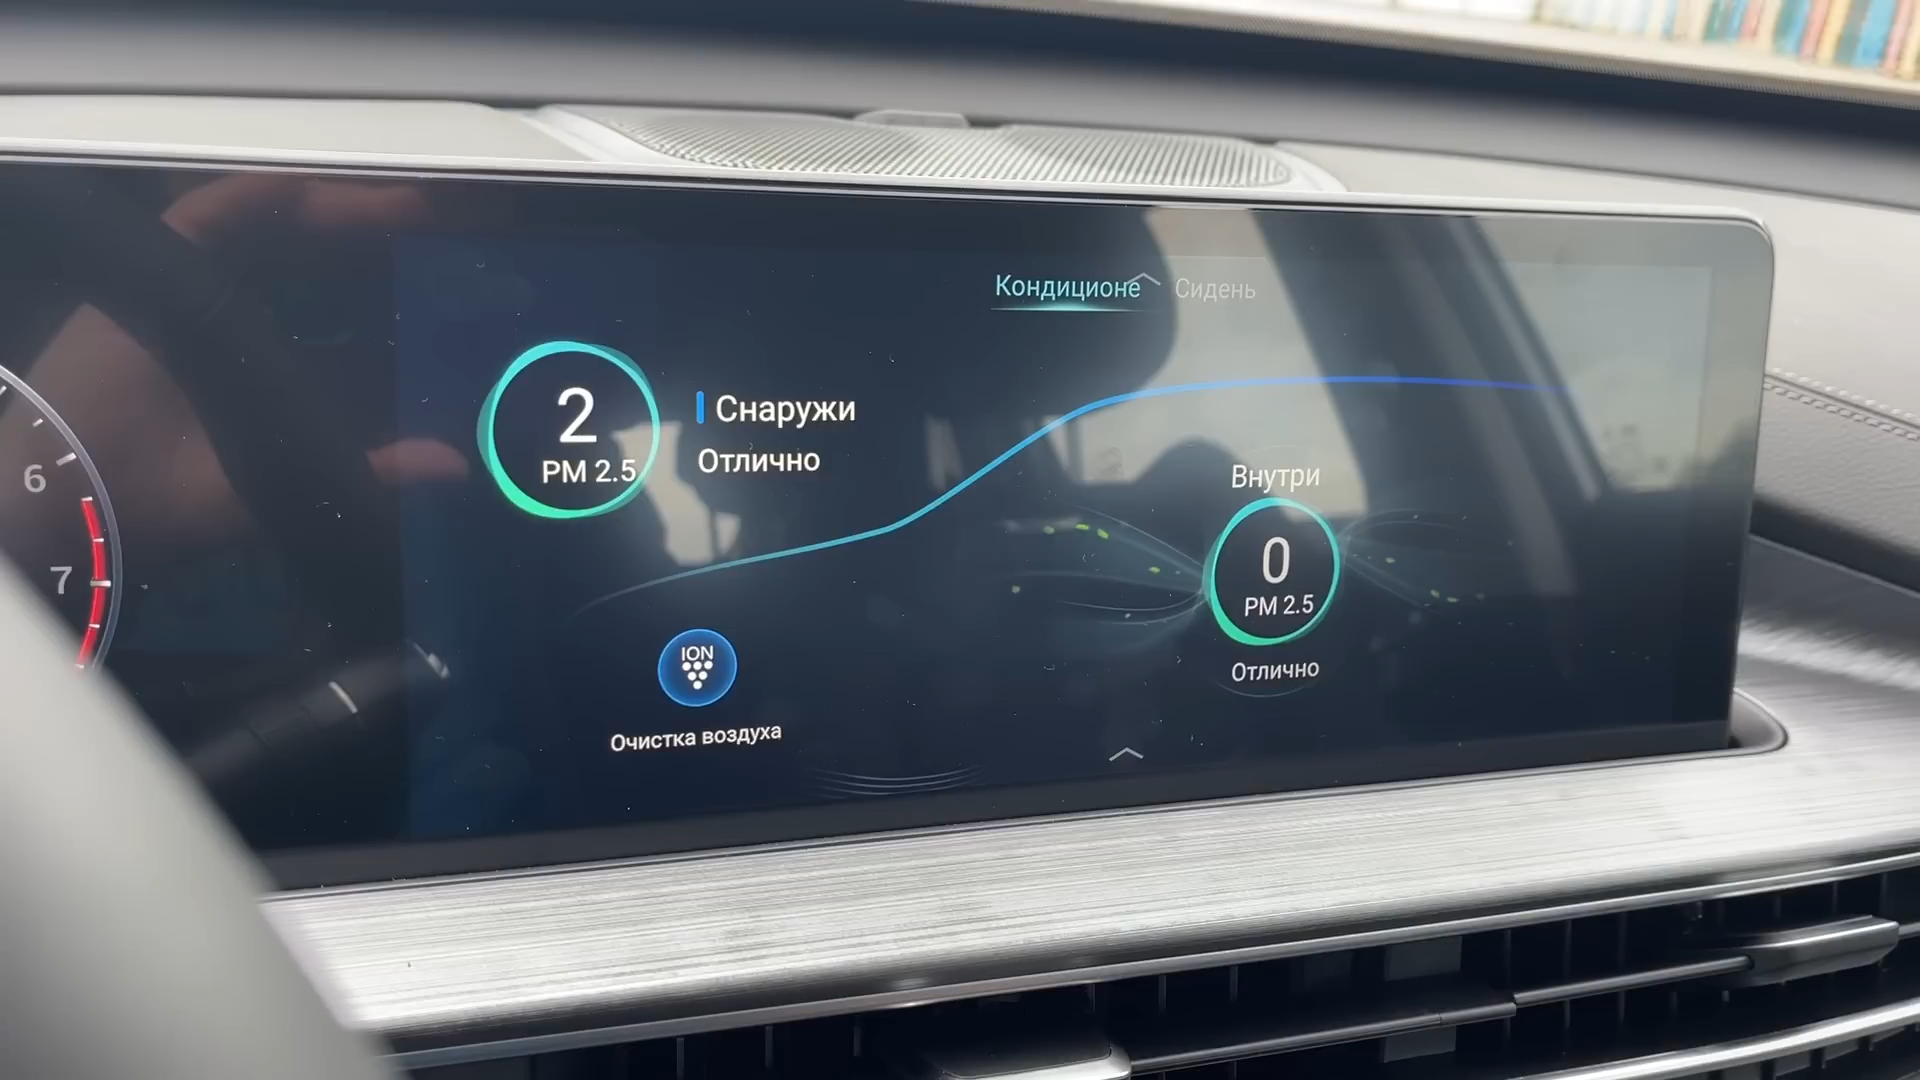 Кондиционе Сидень
2
PM 2.5
Снаружи
Отлично
6
7
Внутри
0
PM 2.5
Отлично
ION
Очистка воздуха